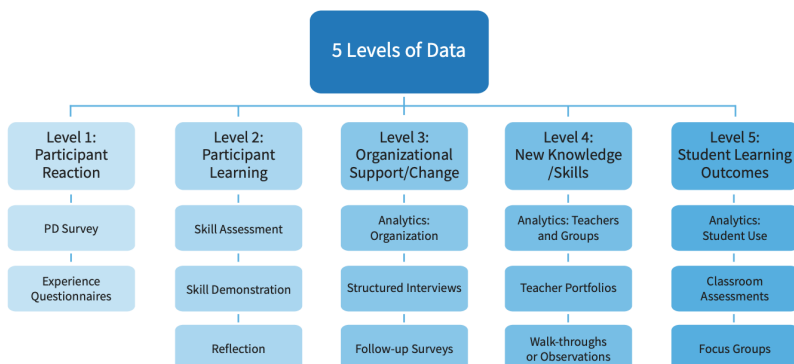 5 Levels of Data
Level 1:
Participant
Reaction
Level 2:
Participant
Learning
Level 3:
Organizational
Support/Change
Level 4:
New Knowledge
/Skills
Level 5:
Student Learning
Outcomes
PD Survey
Skill Assessment
Analytics:
Organization
Analytics: Teachers
and Groups
Analytics:
Student Use
Experience
Questionnaires
Skill Demonstration
Structured Interviews
Teacher Portfolios
Classroom
Assessments
Reflection
Follow-up Surveys
Walk-throughs
or Observations
Focus Groups